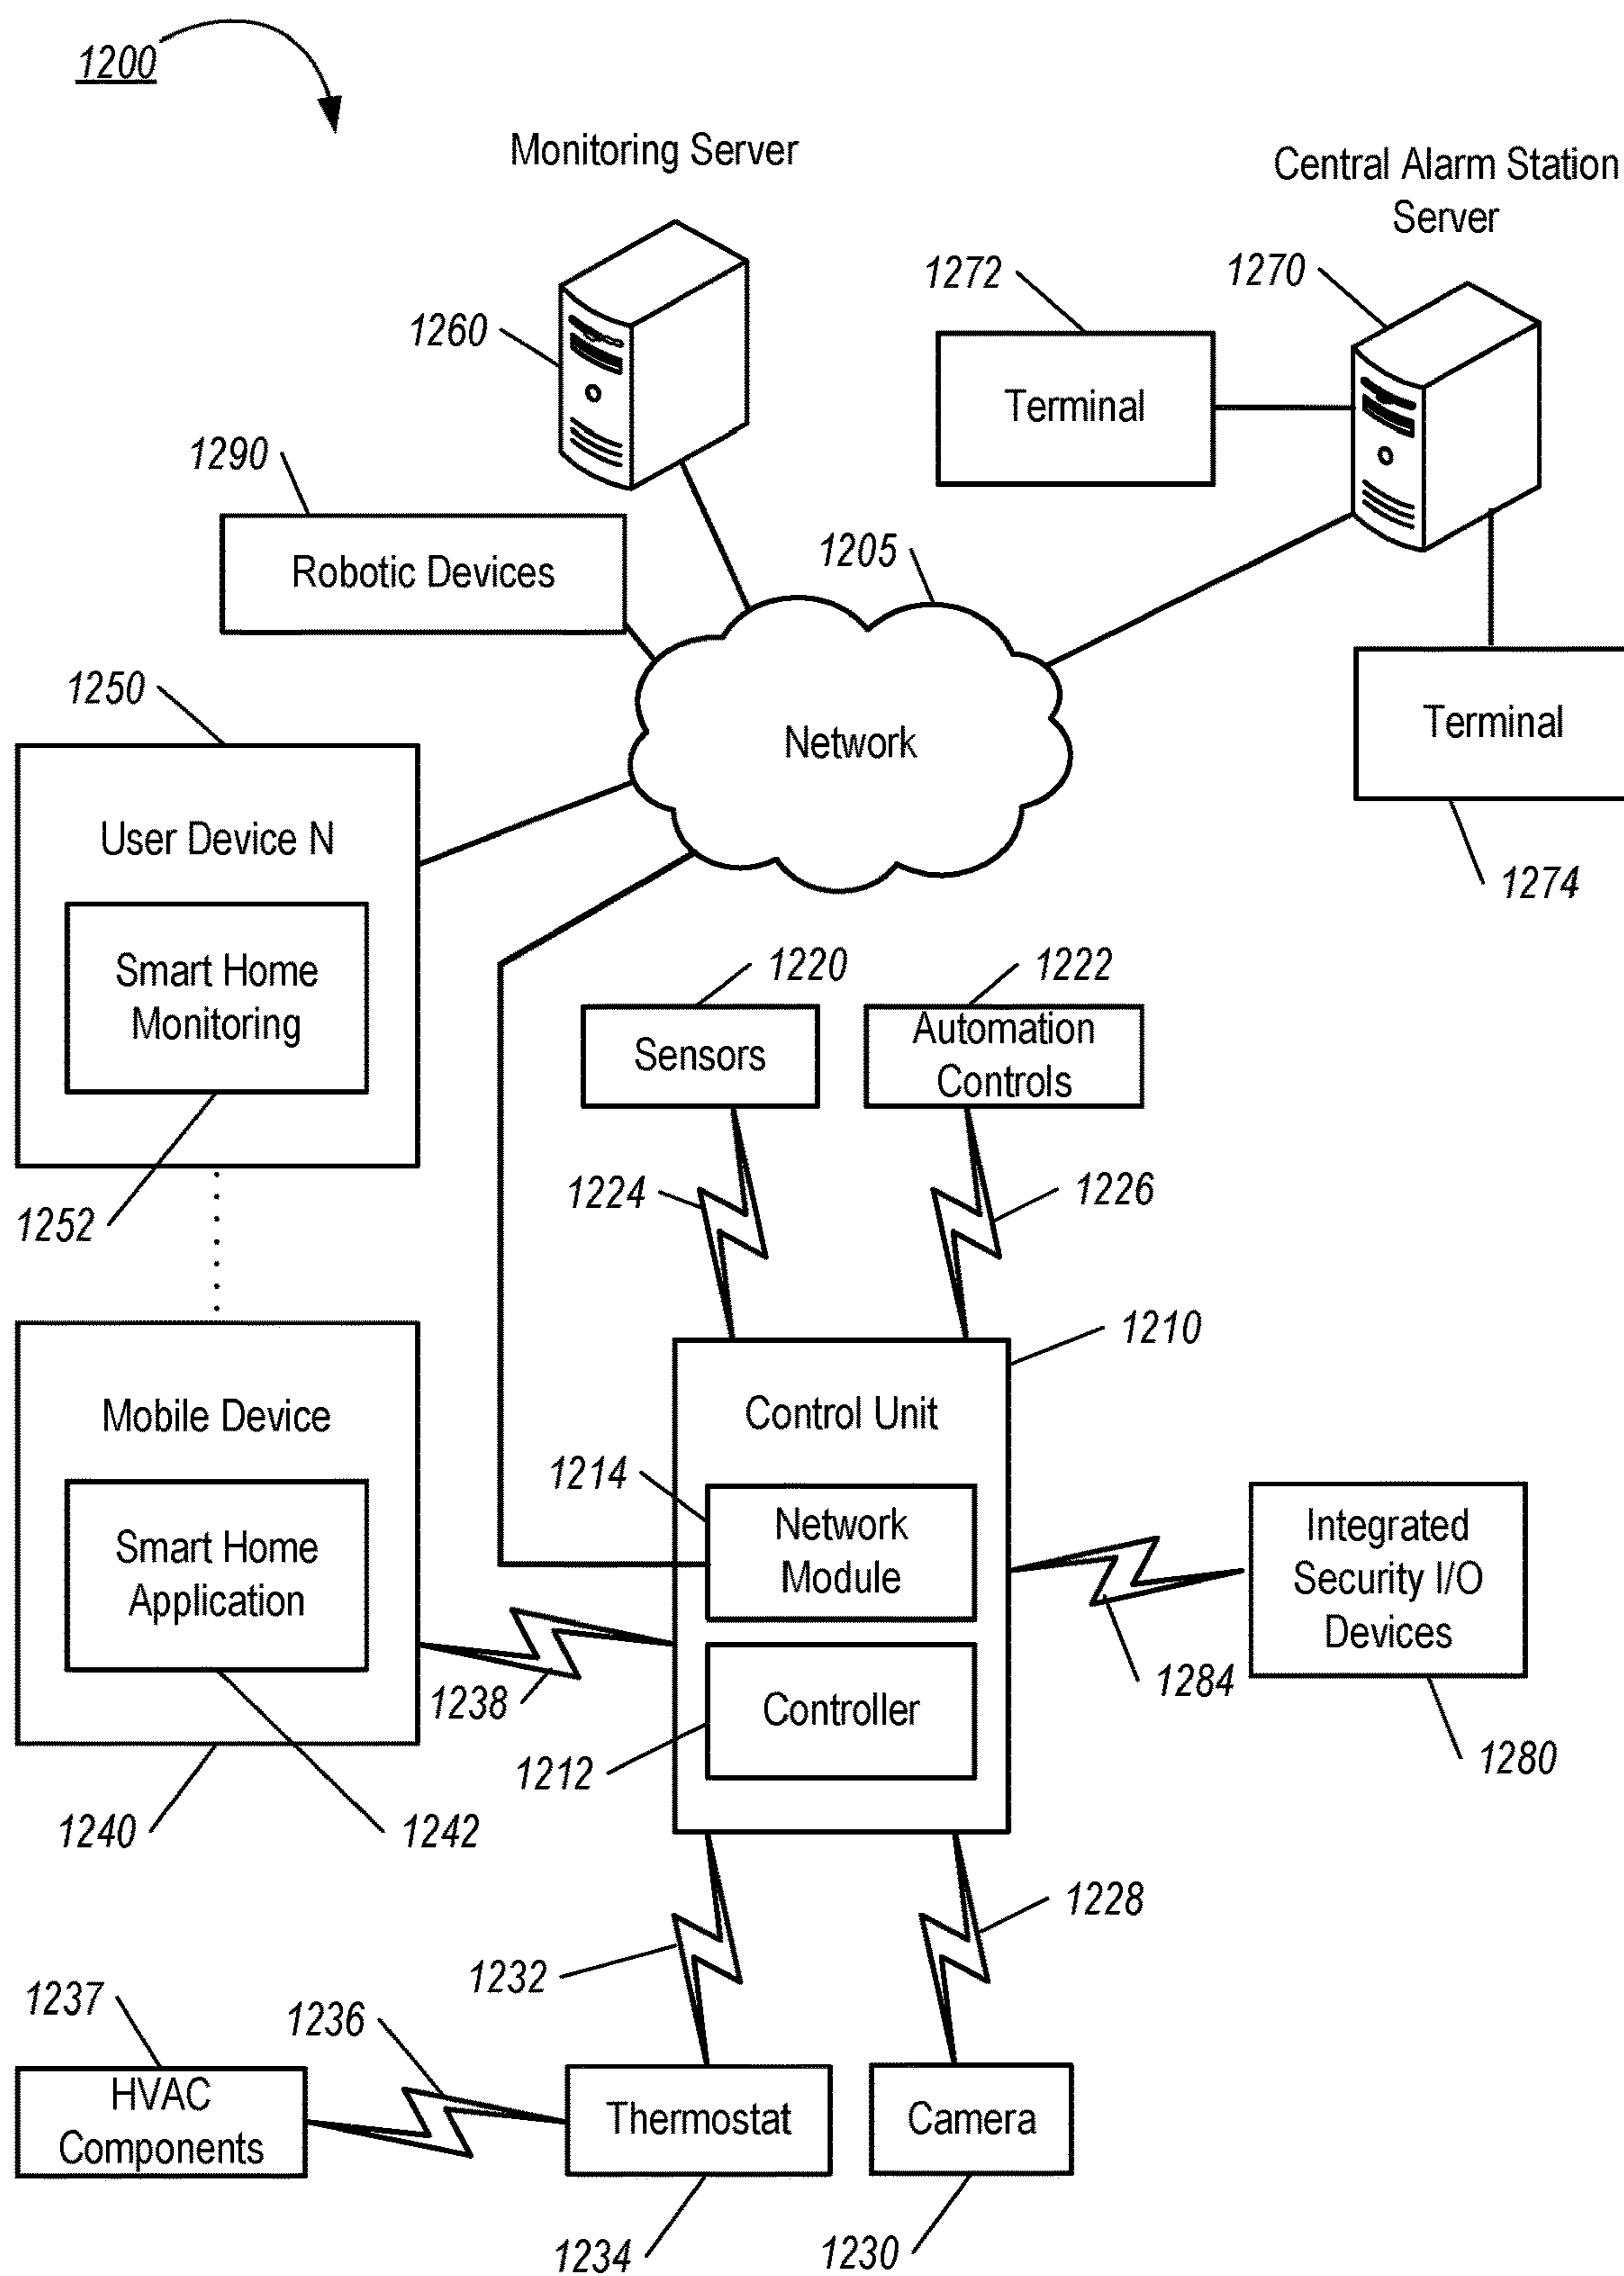 1200
Monitoring Server
Central Alarm Station
Server
1272
1270
1260
Terminal
1290
1205
Robotic Devices
1250
Network
Terminal
User Device N
1274
1220
1222
Smart Home
Monitoring
Sensors
Automation
Controls
1224
1226
1252
1210
Mobile Device
Control Unit
1214
Network
Module
Integrated
Security I/O
Devices
Smart Home
Application
1238
1284
Controller
1212
1280
1240
1242
1228
1232
1237
1236
HVAC
Components
Thermostat
Camera
1234
1230